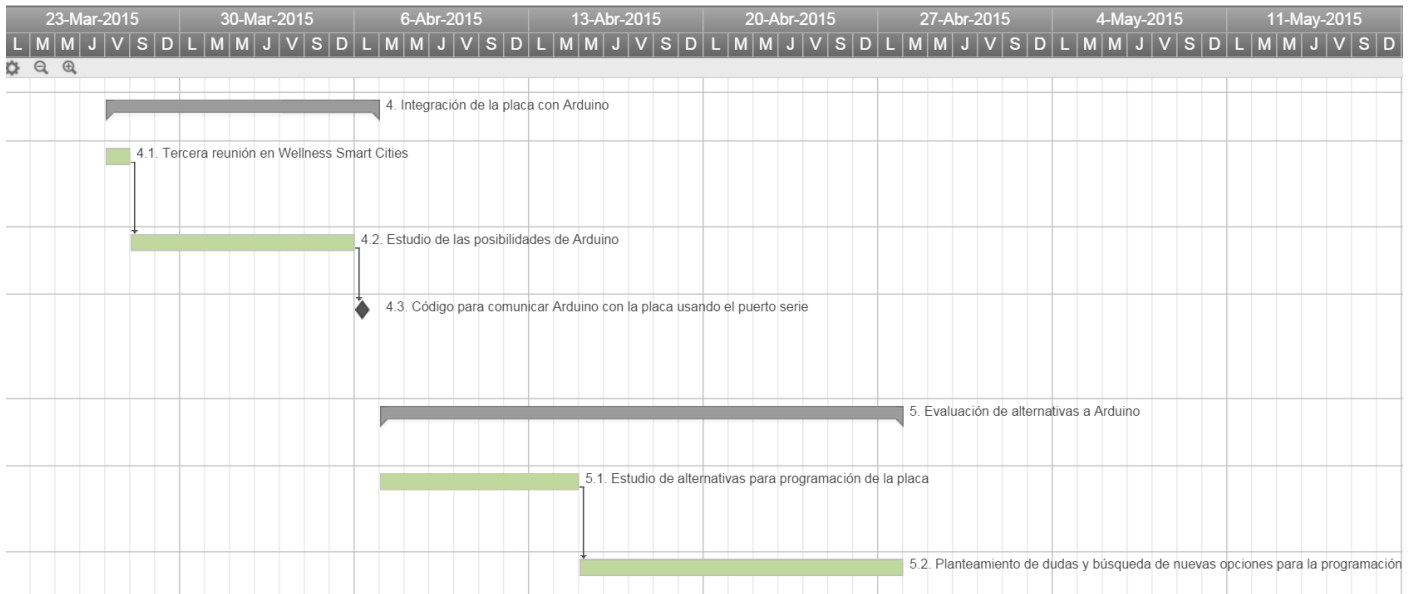 23-Mar-2015 30-Mar-2015 6-Abr-2015 13-Abr-2015 20-Abr-2015 27-Abr-2015 4-May-2015 11-May-2015
L M M J V S D L M M J V S D L M M J V S D L M M J V S D L M M J V S D L M M J V S D L M M J V S D L M M J V S D
4. Integración de la placa con Arduino
4.1. Tercera reunión en Wellness Smart Cities
4.2. Estudio de las posibilidades de Arduino
4.3. Código para comunicar Arduino con la placa usando el puerto serie
5. Evaluación de alternativas a Arduino
5.1. Estudio de alternativas para programación de la placa
5.2. Planteamiento de dudas y búsqueda de nuevas opciones para la programación